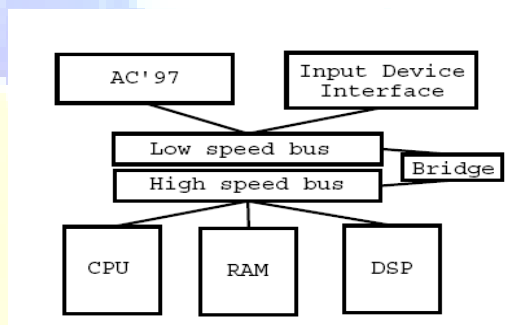 AC'97
Input Device
Interface
Low speed bus
Bridge
High speed bus
CPU
RAM
DSP